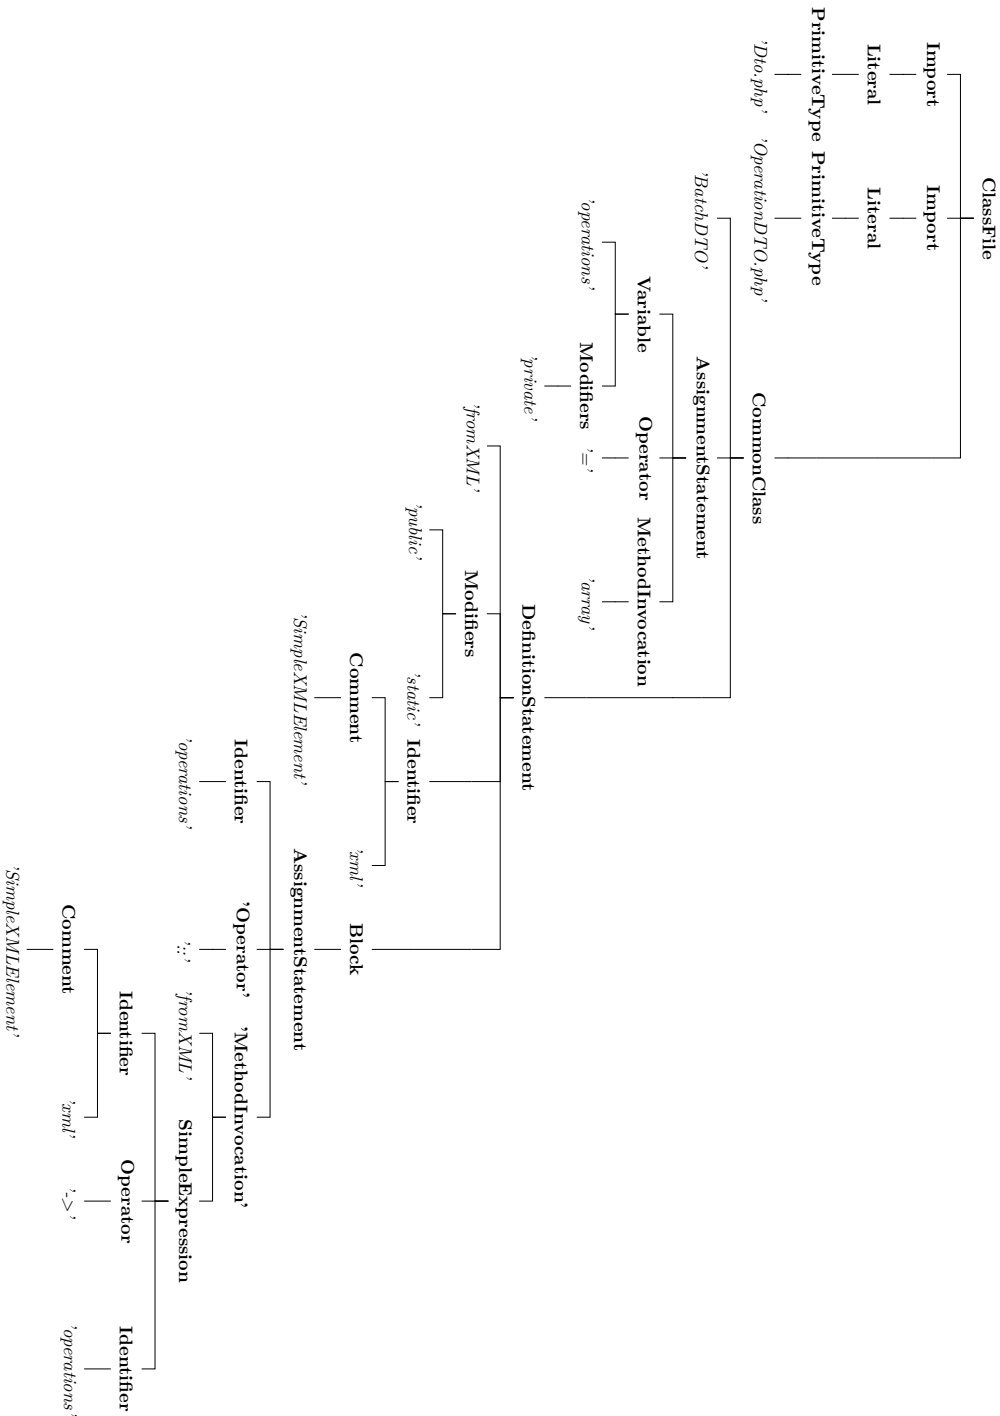 ClassFile
Import Import
Literal Literal
PrimitiveType PrimitiveType CommonClass
'Dto.php' 'OperationDTO.php'
'BatchDTO' AssignmentStatement
Variable Operator MethodInvocation
'operations' Modifiers '=' 'array'
'private' DefinitionStatement
'fromXML' Modifiers
'public' 'static' Identifier
Comment 'xml' Block
'SimpleXMLElement' AssignmentStatement
Identifier 'Operator' 'MethodInvocation'
'operations' '::' 'fromXML' SimpleExpression
Identifier Operator Identifier
Comment 'xml' '->' 'operations'
'SimpleXMLElement'